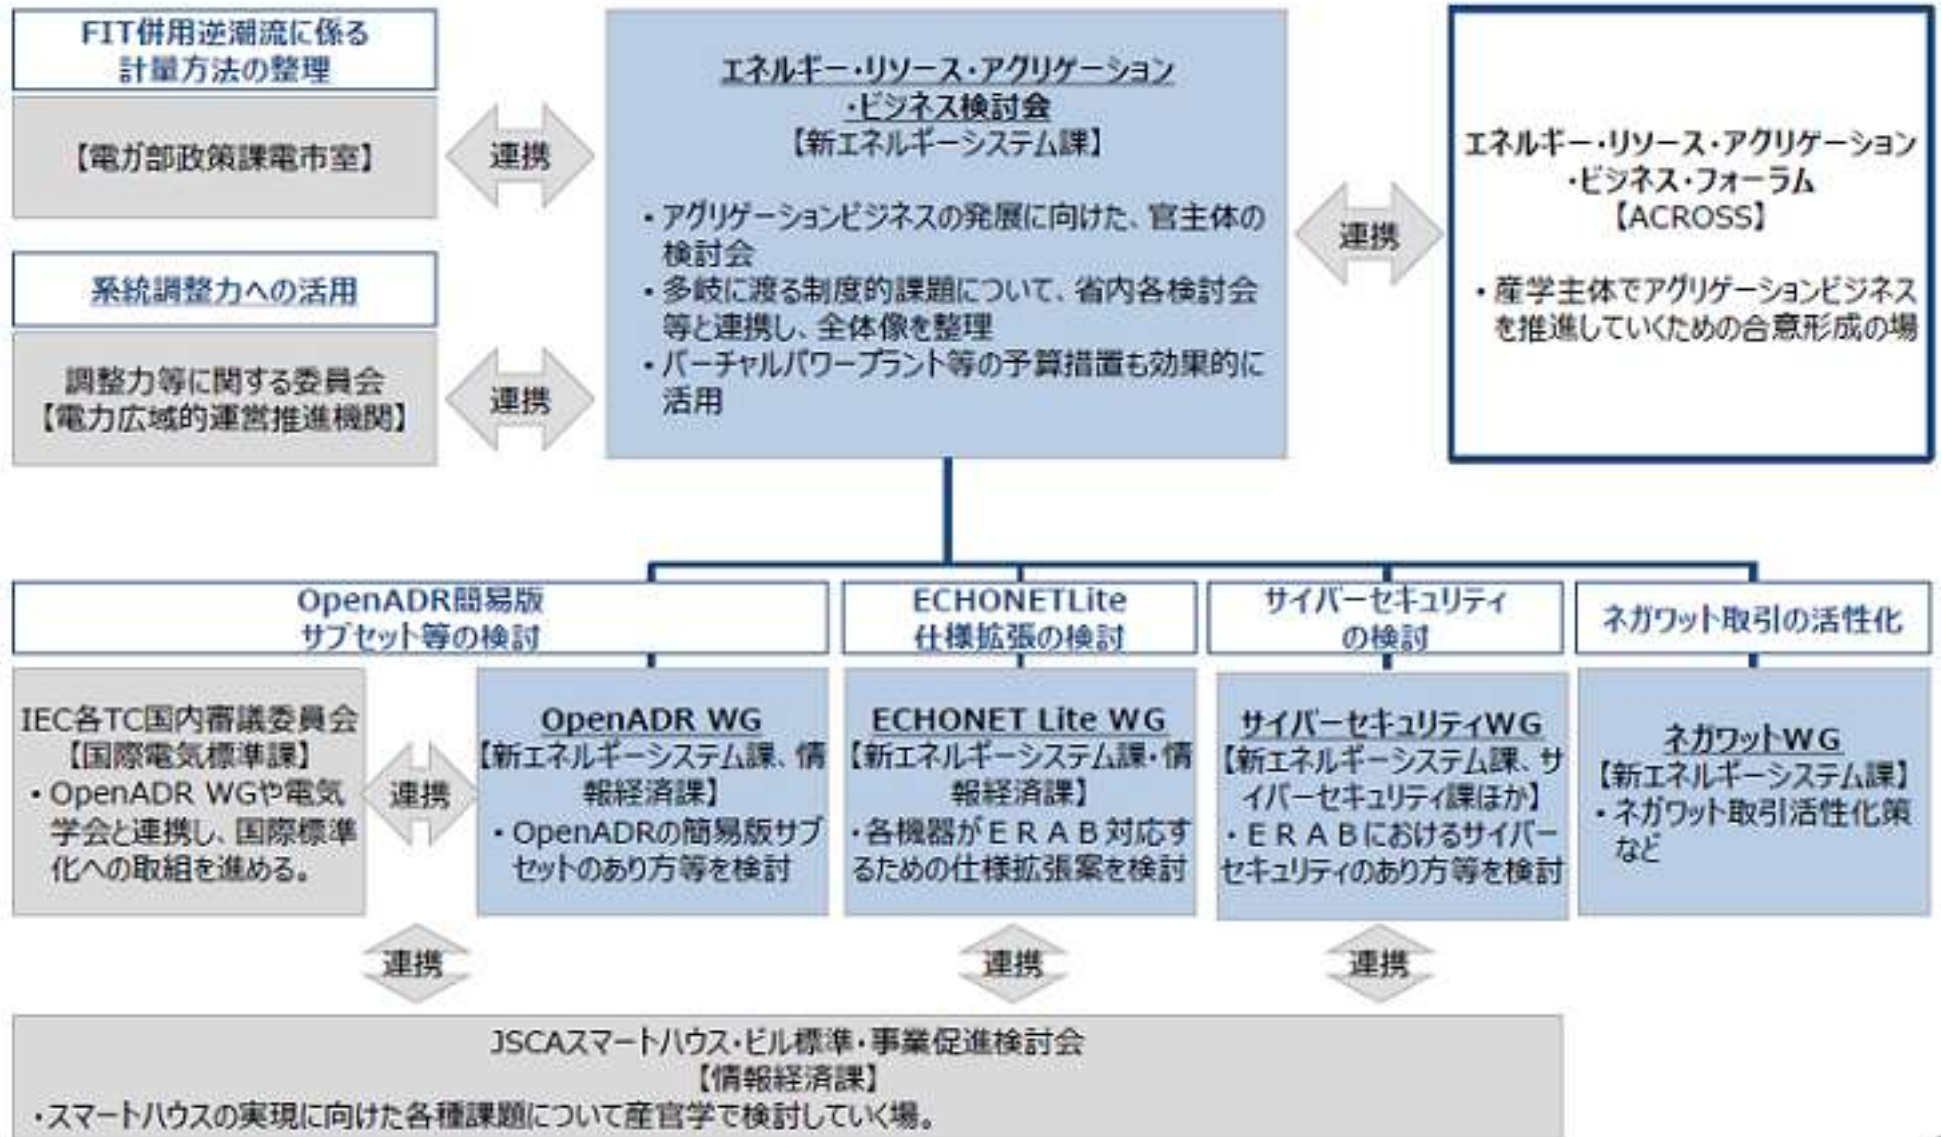 FIT併用逆潮流に係る
計量方法の整理
【電ガ部政策課電市室】
連携
系統調整力への活用
調整力等に関する委員会
【電力広域的運営推進機関】
連携
エネルギー・リソース・アグリゲーション
・ビジネス検討会
【新エネルギーシステム課】
・アグリゲーションビジネスの発展に向けた、官主体の
検討会
・多岐に渡る制度的課題について、省内各検討会
等と連携し、全体像を整理
・バーチャルパワープラント等の予算措置も効果的に
活用
連携
エネルギー・リソース・アグリゲーション
・ビジネス・フォーラム
【ACROSS】
・産学主体でアグリゲーションビジネス
を推進していくための合意形成の場
OpenADR簡易版
サブセット等の検討
ECHONETLite
仕様拡張の検討
サイバーセキュリティ
の検討
ネガワット取引の活性化
IEC各TC国内審議委員会
【国際電気標準課】
・OpenADR WGや電気
学会と連携し、国際標準
化への取組を進める。
連携
OpenADR WG
【新エネルギーシステム課、情
報経済課】
・OpenADRの簡易版サブ
セットのあり方等を検討
ECHONET Lite WG
【新エネルギーシステム課・情
報経済課】
・各機器がＥＲＡＢ対応す
るための仕様拡張案を検討
サイバーセキュリティWG
【新エネルギーシステム課、サ
イバーセキュリティ課ほか】
・ＥＲＡＢにおけるサイバー
セキュリティのあり方等を検討
ネガワットWG
【新エネルギーシステム課】
・ネガワット取引活性化策
など
連携
連携
連携
JSCAスマートハウス・ビル標準・事業促進検討会
【情報経済課】
・スマートハウスの実現に向けた各種課題について産官学で検討していく場。